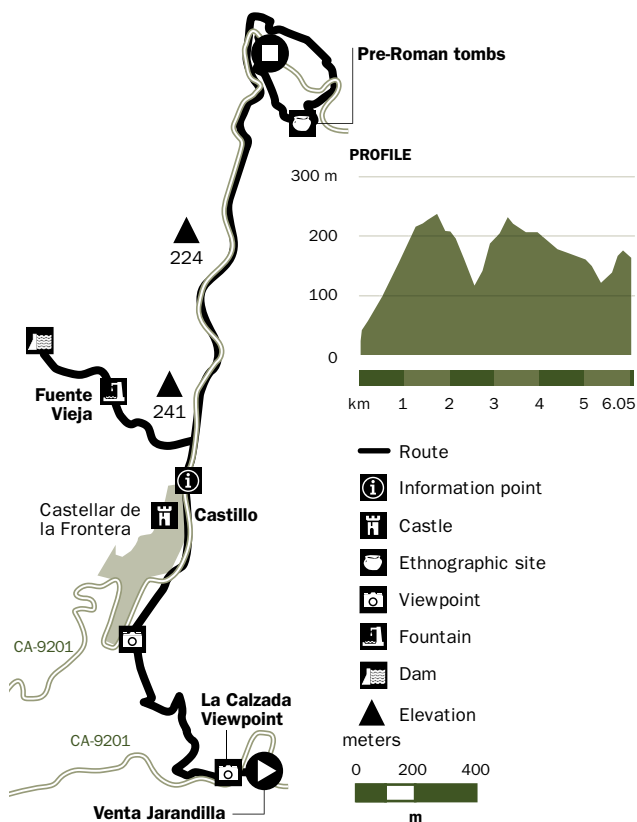 Pre-Roman tombs
PROFILE
300 m
200
100
0
km 1 2 3 4 5 6.05
224
Fuente
Vieja
241
Castellar de
la Frontera
Castillo
CA-9201
La Calzada
Viewpoint
CA-9201
Venta Jarandilla
Route
Information point
Castle
Ethnographic site
Viewpoint
Fountain
Dam
Elevation
meters
0 200 400
m